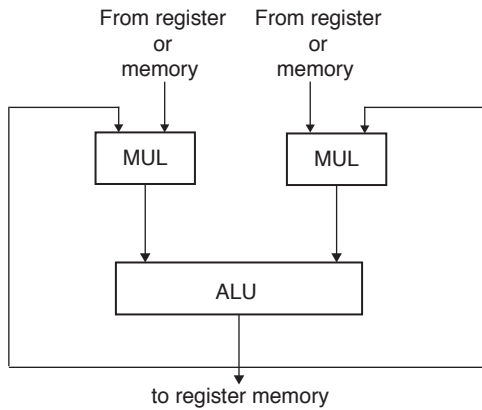 From register
or
memory
From register
or
memory
MUL
MUL
ALU
to register memory